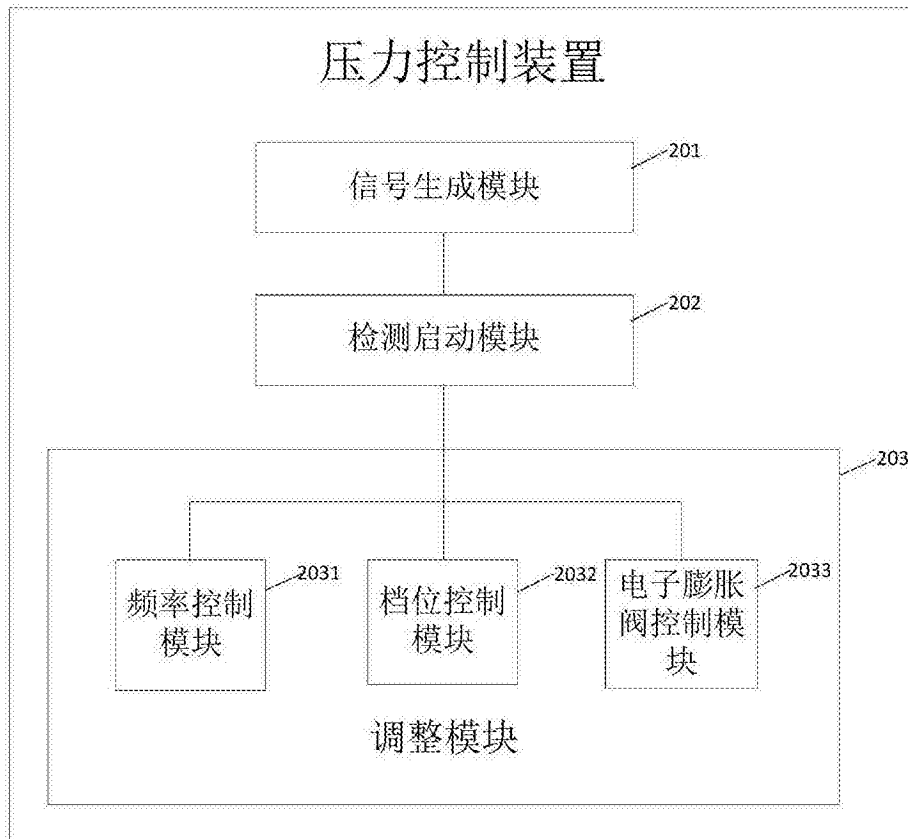 压力控制装置
201
信号生成模块
202
检测启动模块
203
2031
频率控制
模块
2032
档位控制
模块
2033
电子膨胀
阀控制模
块
调整模块